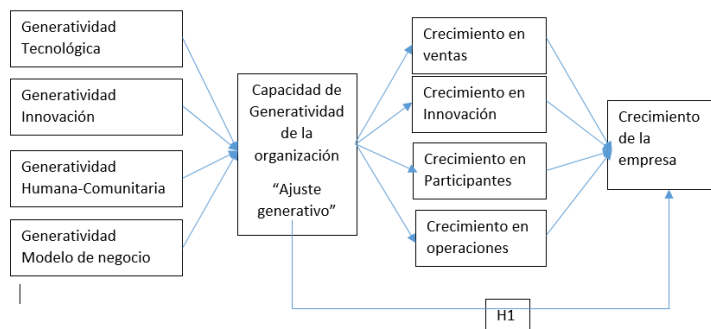 Generatividad
Tecnológica
Generatividad
Innovación
Generatividad
Humana-Comunitaria
Generatividad
Modelo de negocio
Capacidad de
Generatividad
de la
organización
“Ajuste
generativo”
Crecimiento en
ventas
Crecimiento en
Innovación
Crecimiento en
Participantes
Crecimiento en
operaciones
Crecimiento
de la
empresa
H1